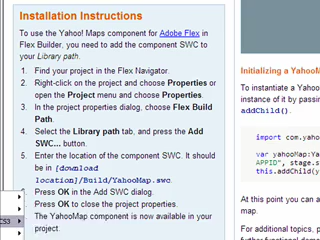 Installation Instructions
To use the Yahoo! Maps component for Adobe Flex in
Flex Builder, you need to add the component SWC to
your Library path.
1. Find your project in the Flex Navigator.
2. Right-click on the project and choose Properties or
open the Project menu and choose Properties.
3. In the project properties dialog, choose Flex Build
Path.
4. Select the Library path tab, and press the Add
SWC... button.
5. Enter the location of the component SWC. It should
be in [download
location]/Build/YahooMap.swc.
Press OK in the Add SWC dialog.
Press OK to close the project properties.
The YahooMap component is now available in your
project.
CS3
Initializing a YahooM
To instantiate a Yahoo
instance of it by passin
addChild().
import com.yaho
var yahooMap:Ya
APPID", stage.s
this.addChild(y
At this point you can a
map.
For additional topics, p